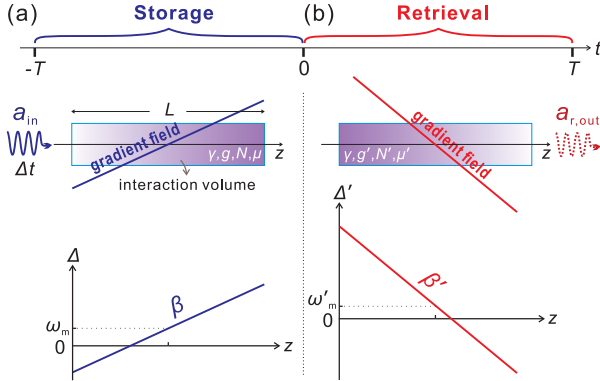 (a) Storage
(b) Retrieval
-T 0 T t
a_in
Δt
L
gradient field
γ,g,N,μ
z
interaction volume
gradient field
γ,g′,N′,μ′
z
a_r,out
Δ
β
ω_m
0
z
Δ′
β′
ω′_m
0
z